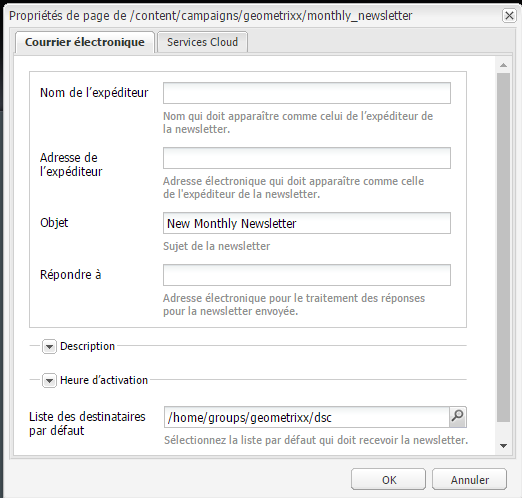 Propriétés de page de /content/campaigns/geometrixx/monthly_newsletter
Courrier électronique
Services Cloud
Nom de l'expéditeur
Nom qui doit apparaître comme celui de l'expéditeur de
la newsletter.
Adresse de
l'expéditeur
Adresse électronique qui doit apparaître comme celle
de l'expéditeur de la newsletter.
Objet
New Monthly Newsletter
Sujet de la newsletter
Répondre à
Adresse électronique pour le traitement des réponses
pour la newsletter envoyée.
Description
Heure d'activation
Liste des destinataires
par défaut
/home/groups/geometrixx/dsc
Sélectionnez la liste par défaut qui doit recevoir la newsletter.
OK
Annuler